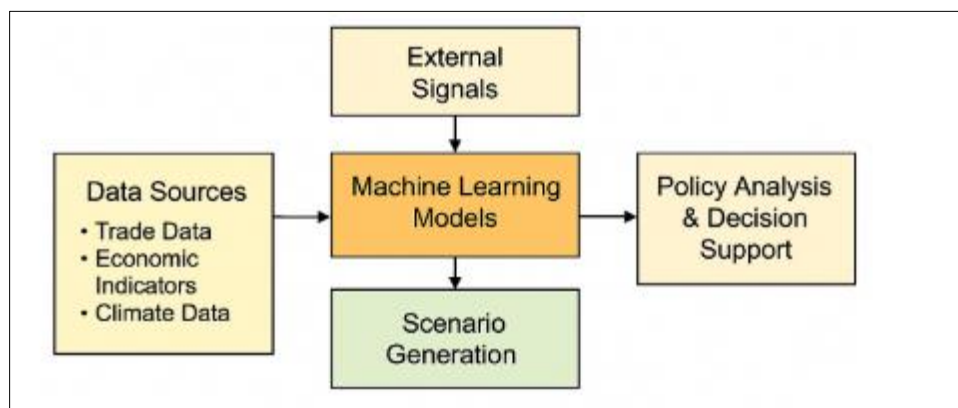 External
Signals
Data Sources
• Trade Data
• Economic
Indicators
• Climate Data
Machine Learning
Models
Policy Analysis
& Decision
Support
Scenario
Generation